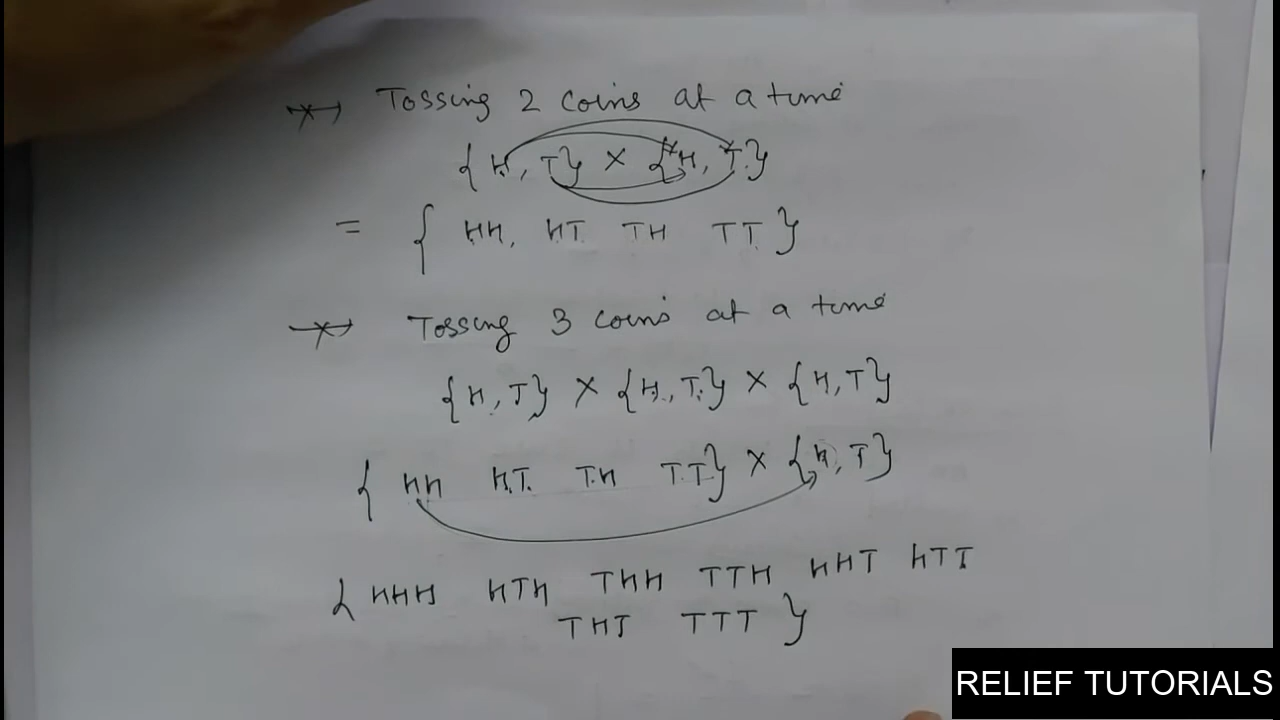 Tossing 2 coins at a time
{H, T} × {H, T}
= { HH, HT TH TT }
Tossing 3 coins at a time
{H, T} × {H, T} × {H, T}
{ HH HT TH TT} × {H, T}
{ HHH HTH THH TTH HHT HTT
THT TTT }
RELIEF TUTORIALS